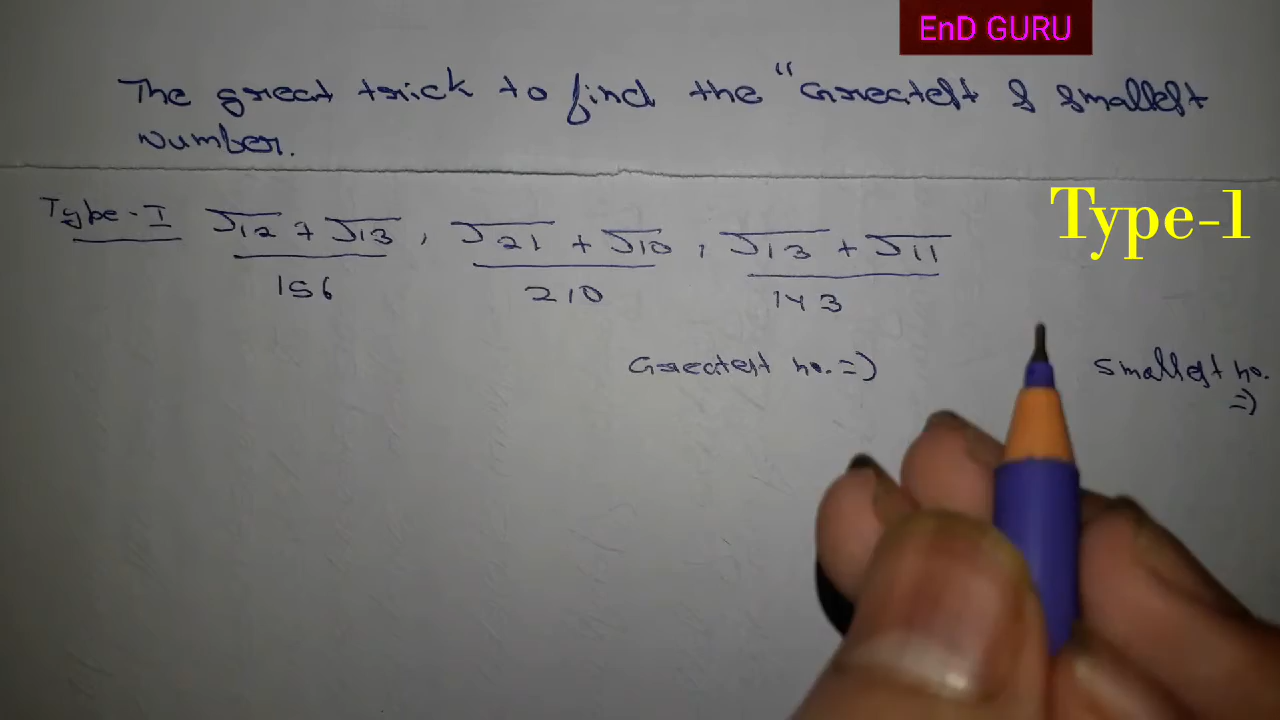 EnD GURU
The great trick to find the "Greatest & smallest
number.
Type-1
Type-I √12 + √13 , √21 + √10 , √13 + √11
156 210 143
Greatest no. =) Smallest no.
=)